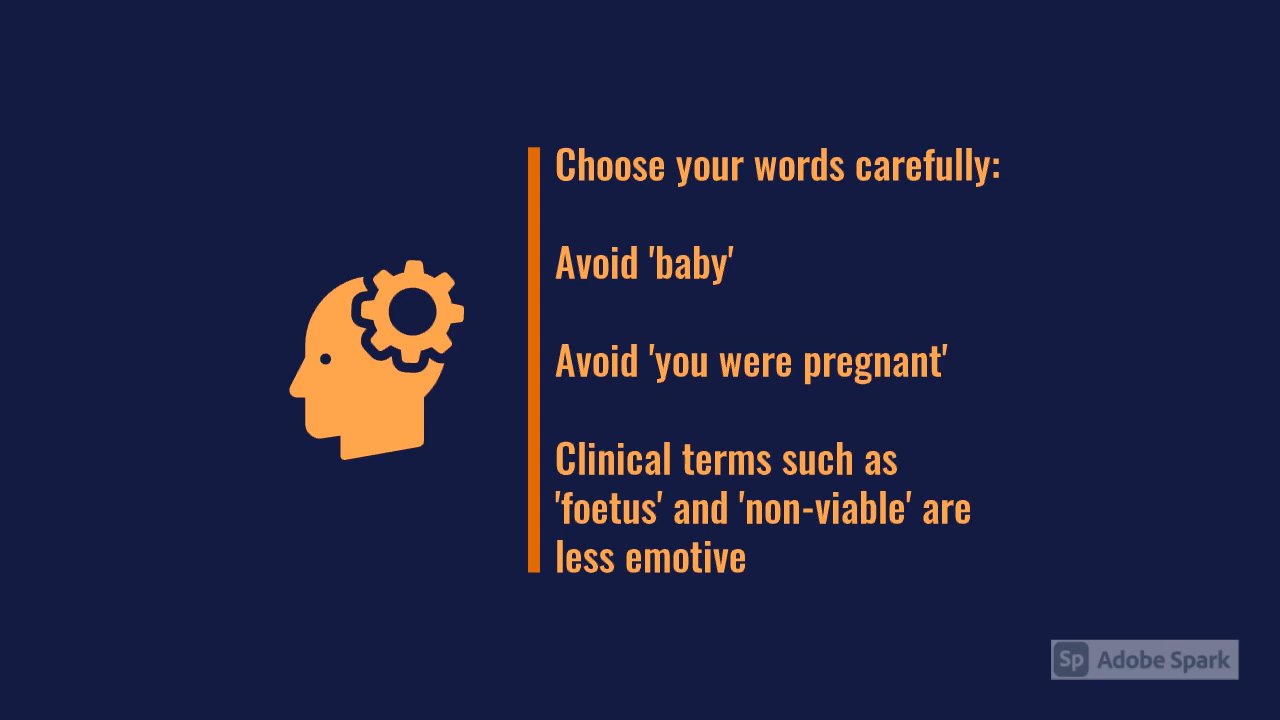 Choose your words carefully:
Avoid 'baby'
Avoid 'you were pregnant'
Clinical terms such as
'foetus' and 'non-viable' are
less emotive
Sp Adobe Spark